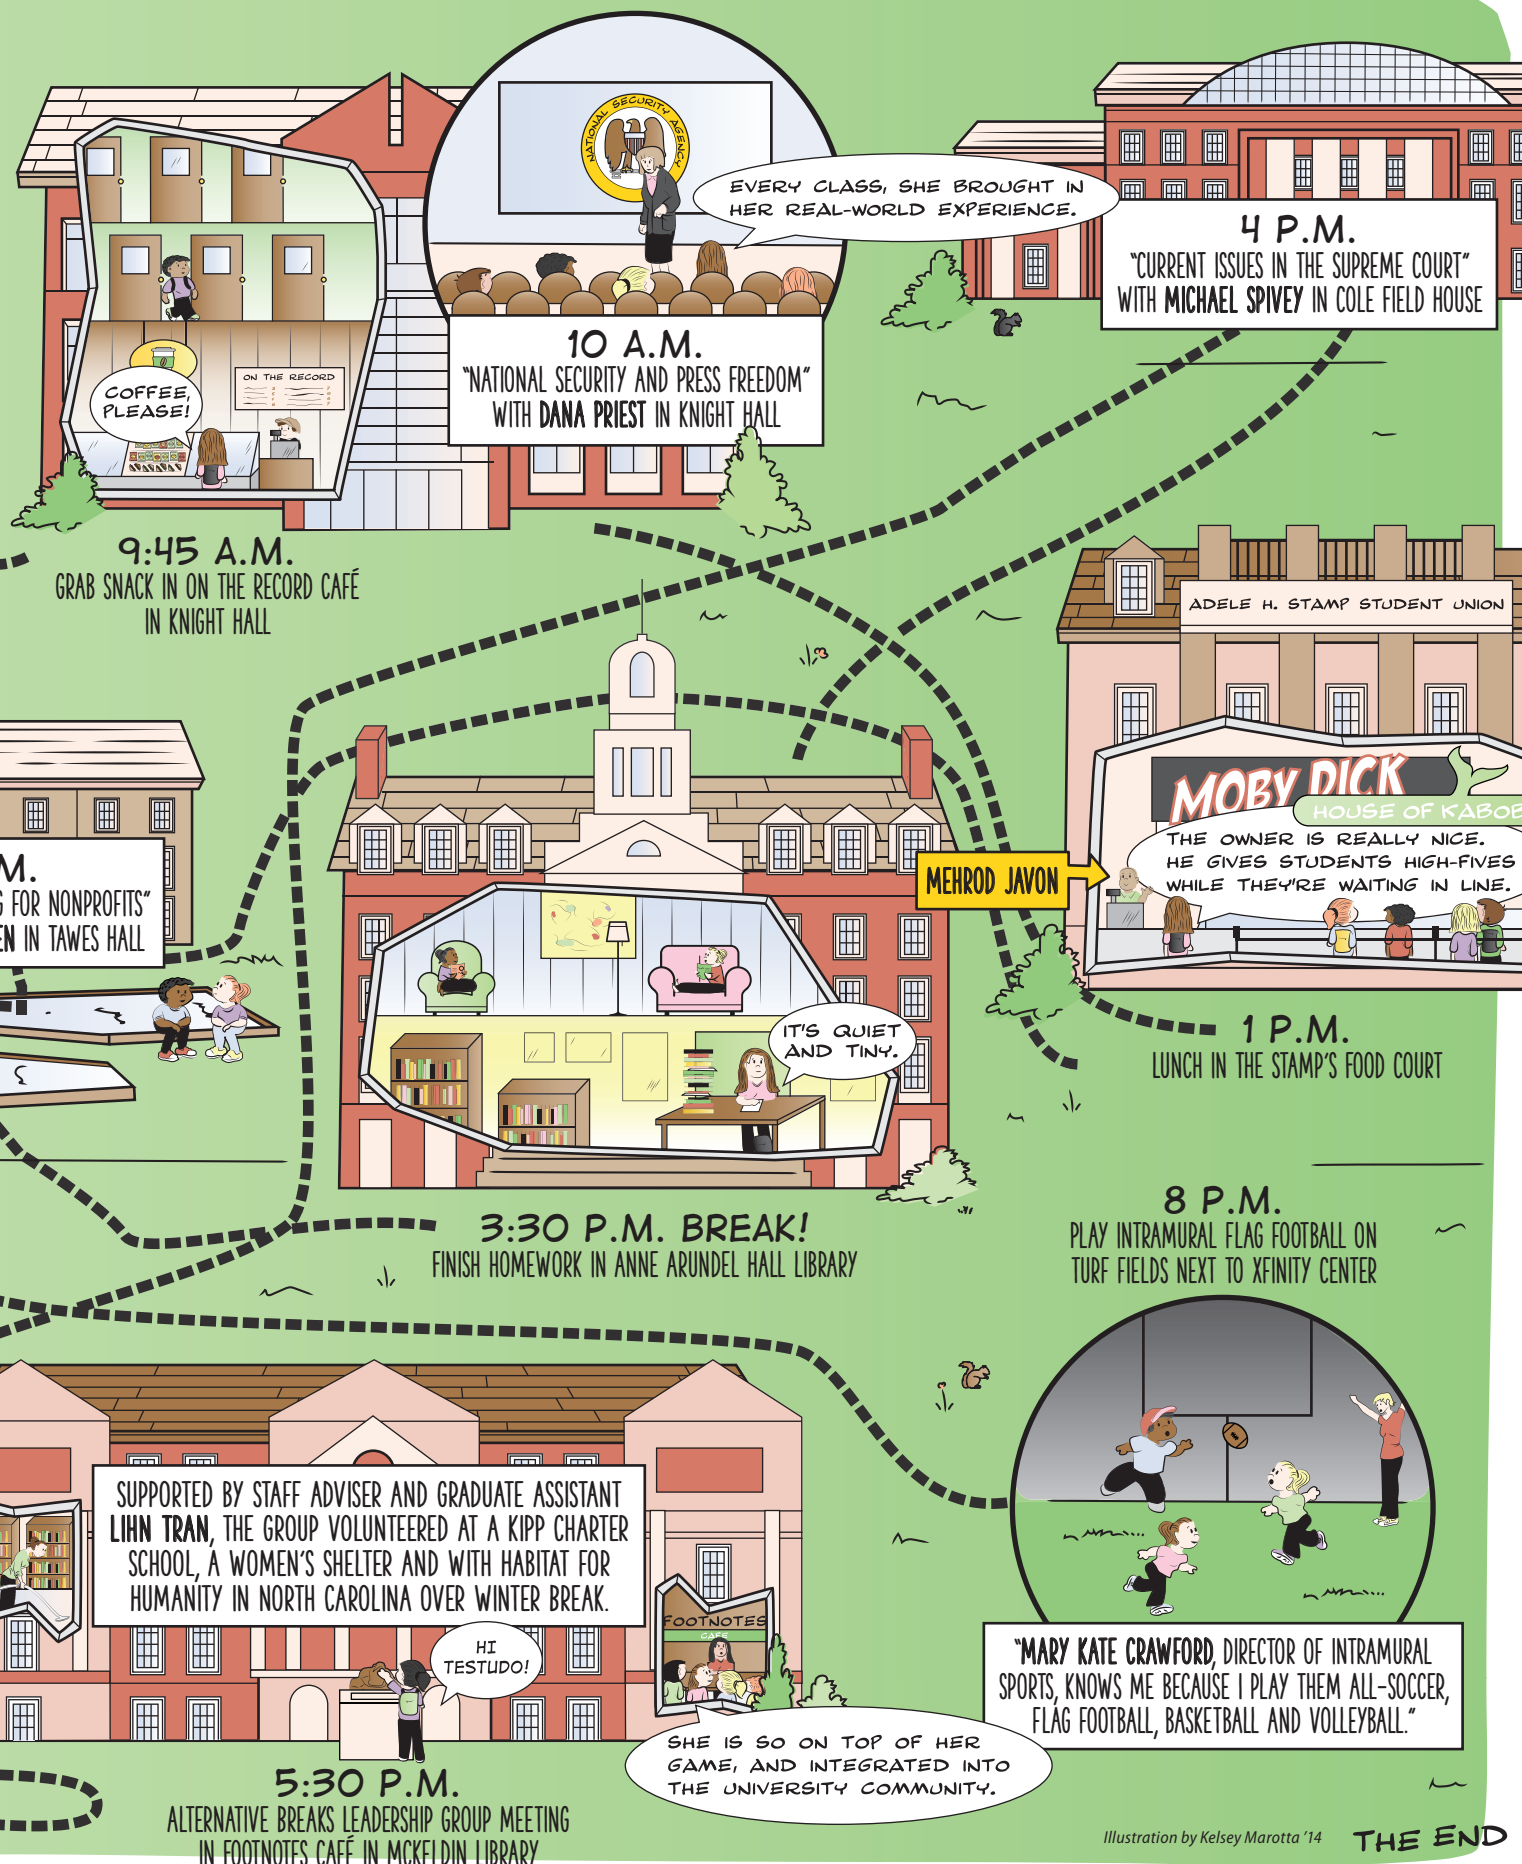 NATIONAL SECURITY AGENCY
EVERY CLASS, SHE BROUGHT IN
HER REAL-WORLD EXPERIENCE.
4 P.M.
"CURRENT ISSUES IN THE SUPREME COURT"
WITH MICHAEL SPIVEY IN COLE FIELD HOUSE
10 A.M.
"NATIONAL SECURITY AND PRESS FREEDOM"
WITH DANA PRIEST IN KNIGHT HALL
ON THE RECORD
COFFEE,
PLEASE!
9:45 A.M.
GRAB SNACK IN ON THE RECORD CAFÉ
IN KNIGHT HALL
ADELE H. STAMP STUDENT UNION
MOBY DICK
HOUSE OF KABOB
THE OWNER IS REALLY NICE.
HE GIVES STUDENTS HIGH-FIVES
WHILE THEY'RE WAITING IN LINE.
MEHROD JAVON
M.
G FOR NONPROFITS"
EN IN TAWES HALL
IT'S QUIET
AND TINY.
1 P.M.
LUNCH IN THE STAMP'S FOOD COURT
3:30 P.M. BREAK!
FINISH HOMEWORK IN ANNE ARUNDEL HALL LIBRARY
8 P.M.
PLAY INTRAMURAL FLAG FOOTBALL ON
TURF FIELDS NEXT TO XFINITY CENTER
SUPPORTED BY STAFF ADVISER AND GRADUATE ASSISTANT
LIHN TRAN, THE GROUP VOLUNTEERED AT A KIPP CHARTER
SCHOOL, A WOMEN'S SHELTER AND WITH HABITAT FOR
HUMANITY IN NORTH CAROLINA OVER WINTER BREAK.
FOOTNOTES
CAFE
HI
TESTUDO!
"MARY KATE CRAWFORD, DIRECTOR OF INTRAMURAL
SPORTS, KNOWS ME BECAUSE I PLAY THEM ALL–SOCCER,
FLAG FOOTBALL, BASKETBALL AND VOLLEYBALL."
SHE IS SO ON TOP OF HER
GAME, AND INTEGRATED INTO
THE UNIVERSITY COMMUNITY.
5:30 P.M.
ALTERNATIVE BREAKS LEADERSHIP GROUP MEETING
IN FOOTNOTES CAFÉ IN MCKELDIN LIBRARY
Illustration by Kelsey Marotta '14
THE END